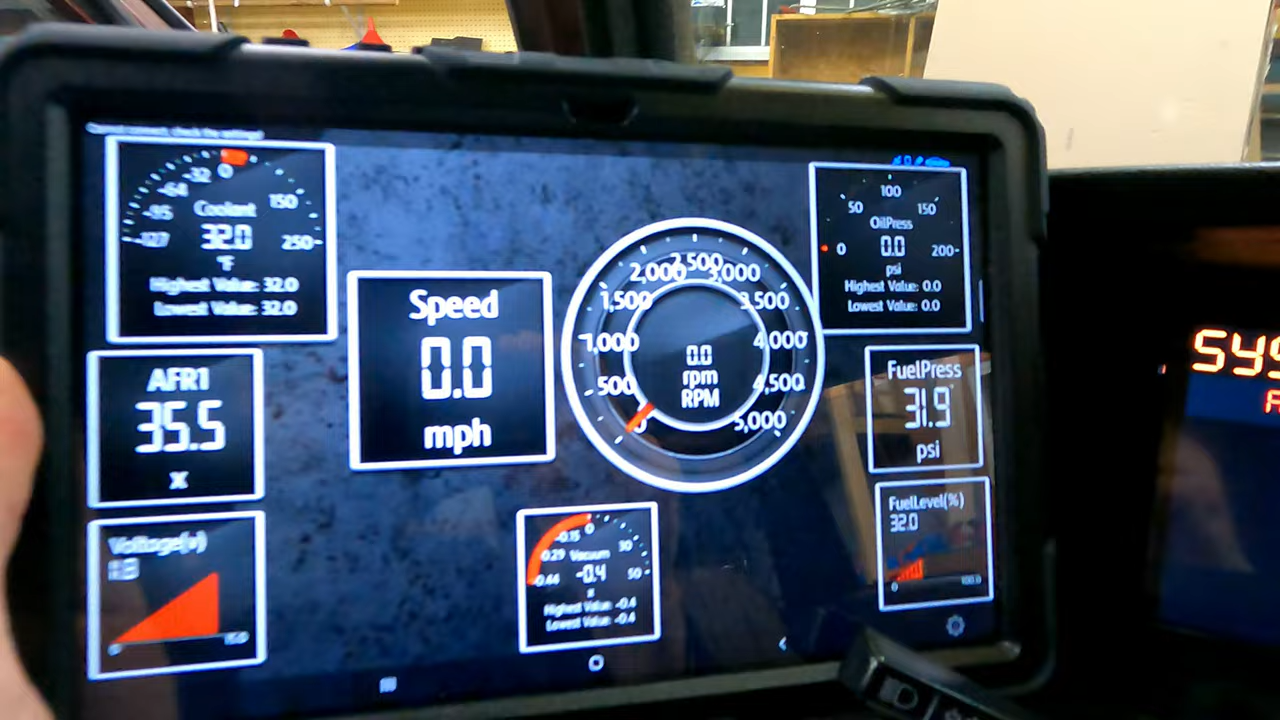 -32
0
-64
Coolant
150
-95
32.0
-127
250
°F
Highest Value: 32.0
Lowest Value: 32.0
100
50
150
OilPress
0
0.0
200
psi
Highest Value: 0.0
Lowest Value: 0.0
Speed
0.0
mph
2,500
2,000
3,000
1,500
3,500
1,000
4,000
500
4,500
0
5,000
0.0
rpm
RPM
AFR1
35.5
x
FuelPress
31.9
psi
FuelLevel(%)
32.0
0
100.0
Voltage(v)
-0.15
0
-0.29
Vacuum
30
-0.44
-0.4
50
x
Highest Value: -0.4
Lowest Value: -0.4
SYS